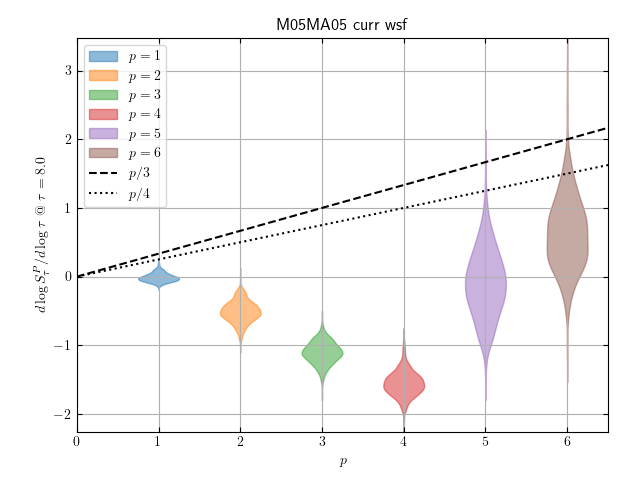 M05MA05 curr wsf
p = 1
p = 2
p = 3
p = 4
p = 5
p = 6
p/3
p/4
d log S_τ^P / d log τ @ τ = 8.0
3
2
1
0
−1
−2
0 1 2 3 4 5 6
p